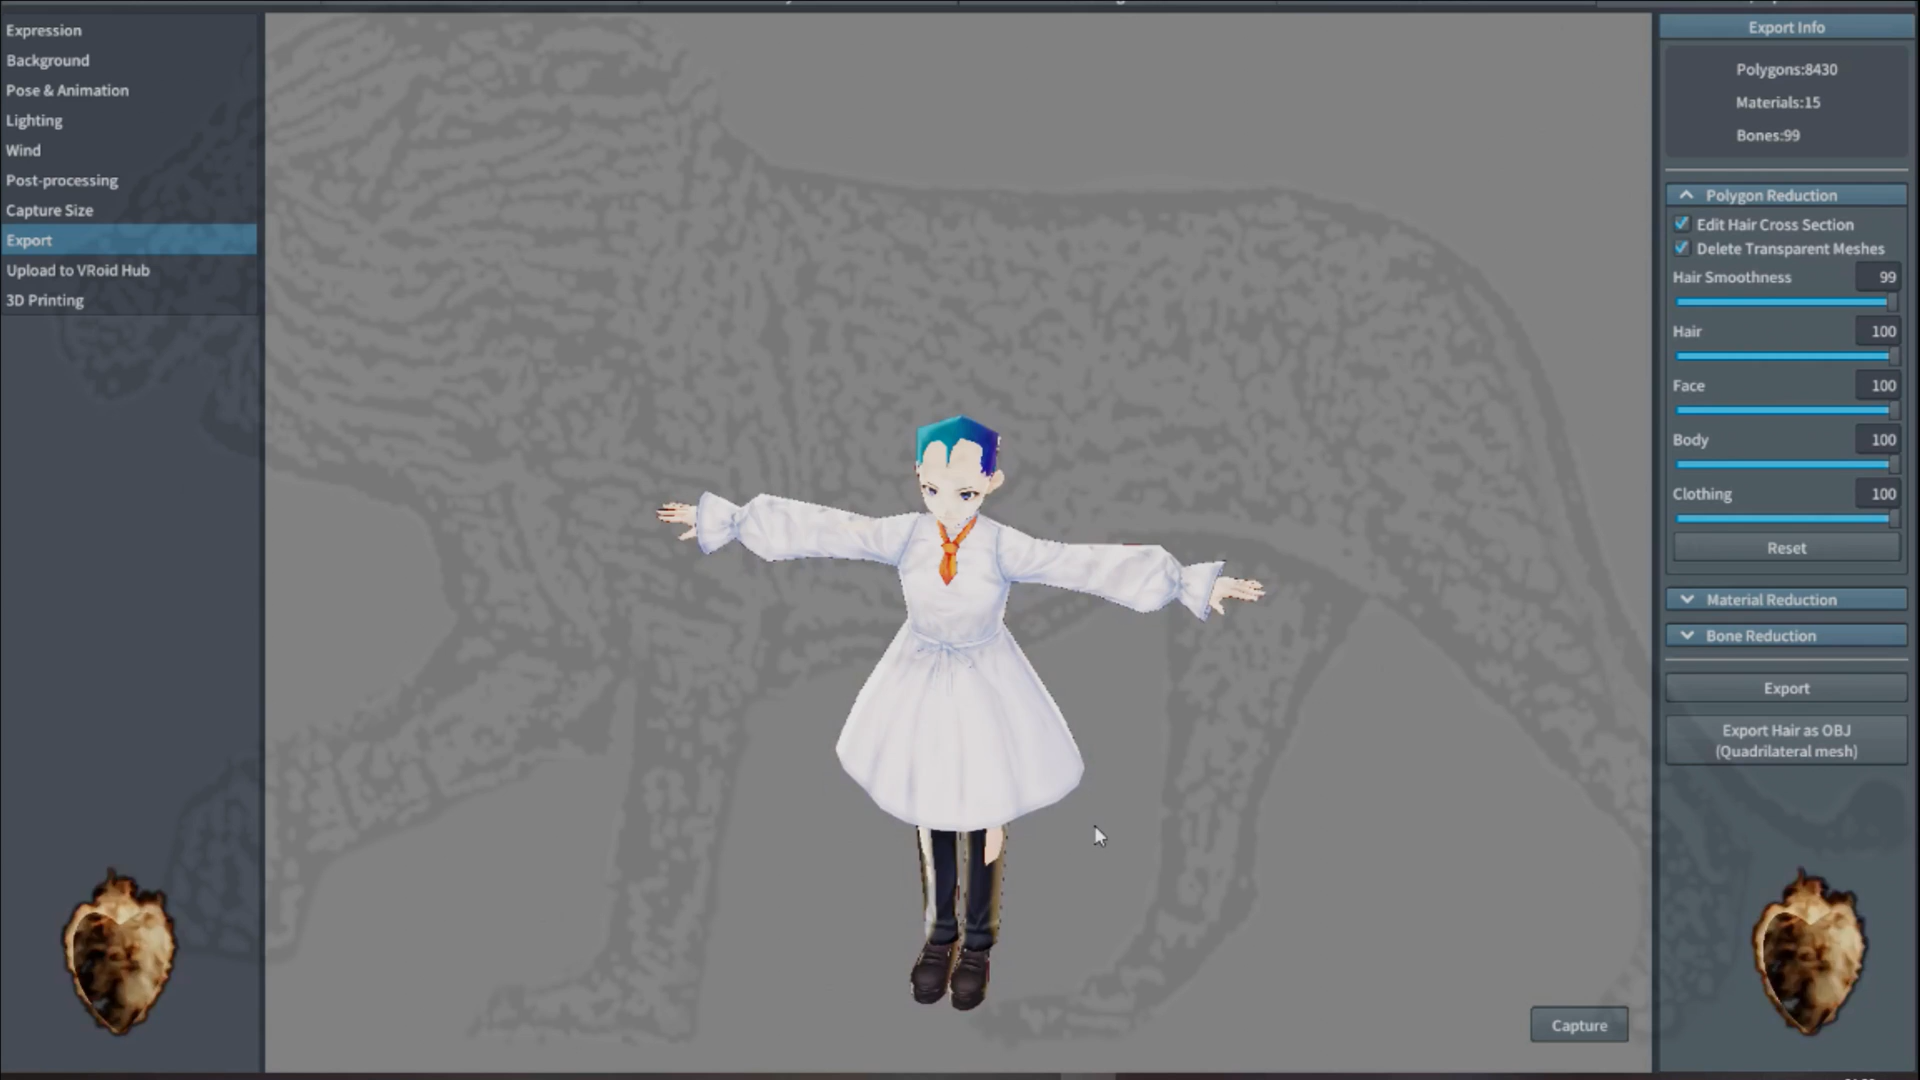 Expression
Background
Pose & Animation
Lighting
Wind
Post-processing
Capture Size
Export
Upload to VRoid Hub
3D Printing
Export Info
Polygons:8430
Materials:15
Bones:99
Polygon Reduction
Edit Hair Cross Section
Delete Transparent Meshes
Hair Smoothness 99
Hair 100
Face 100
Body 100
Clothing 100
Reset
Material Reduction
Bone Reduction
Export
Export Hair as OBJ
(Quadrilateral mesh)
Capture